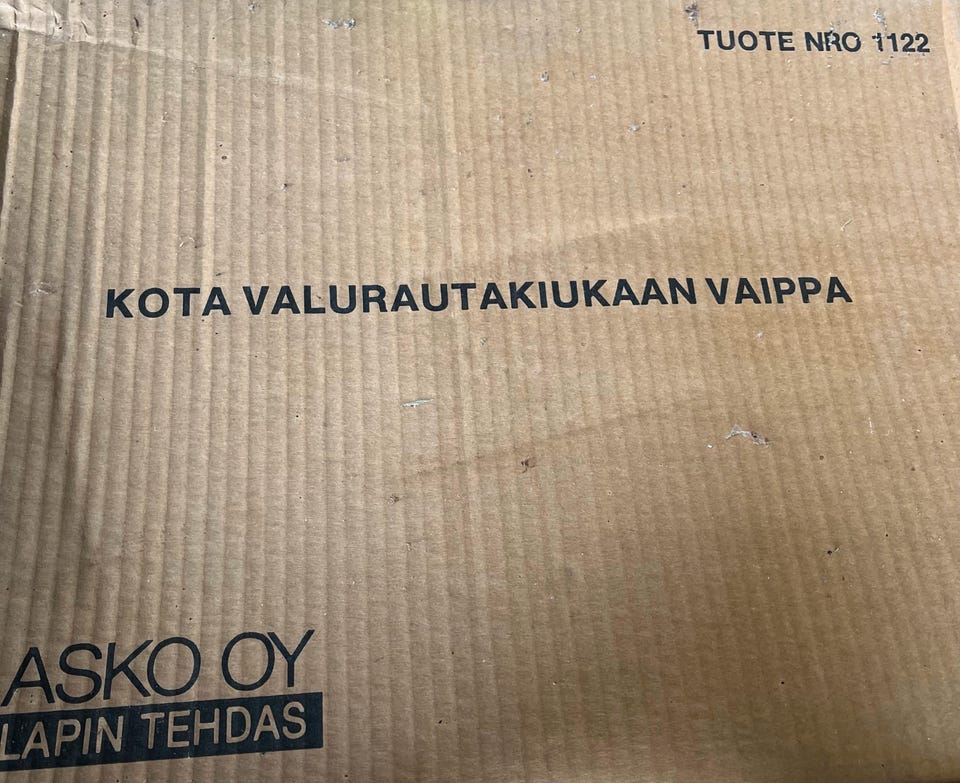 TUOTE NRO 1122
KOTA VALURAUTAKIUKAAN VAIPPA
ASKO OY
LAPIN TEHDAS